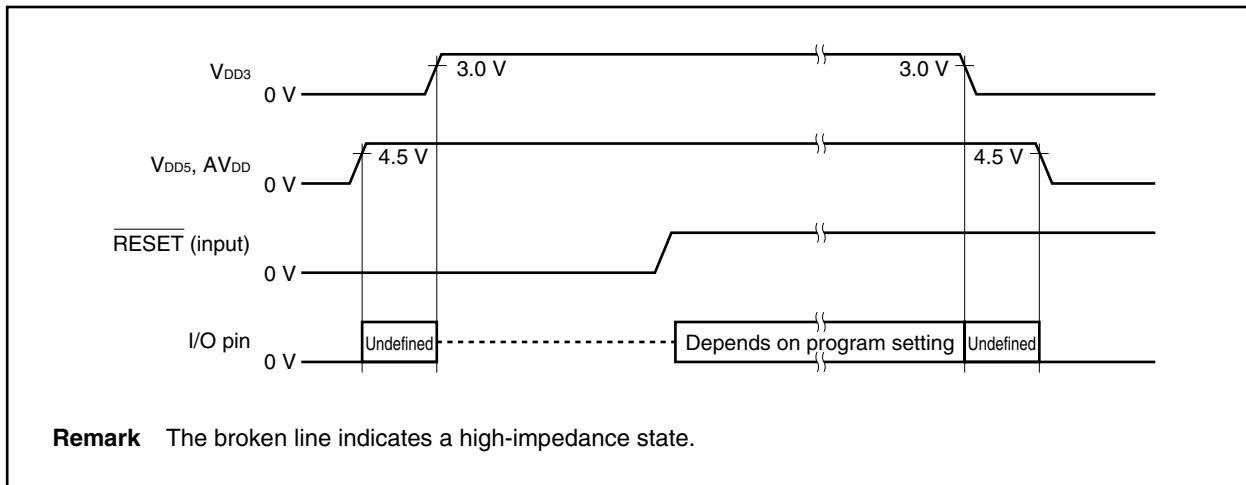 VDD3
0 V
3.0 V
3.0 V
VDD5, AVDD
0 V
4.5 V
4.5 V
RESET (input)
0 V
I/O pin
0 V
Undefined
Depends on program setting
Undefined
Remark The broken line indicates a high-impedance state.